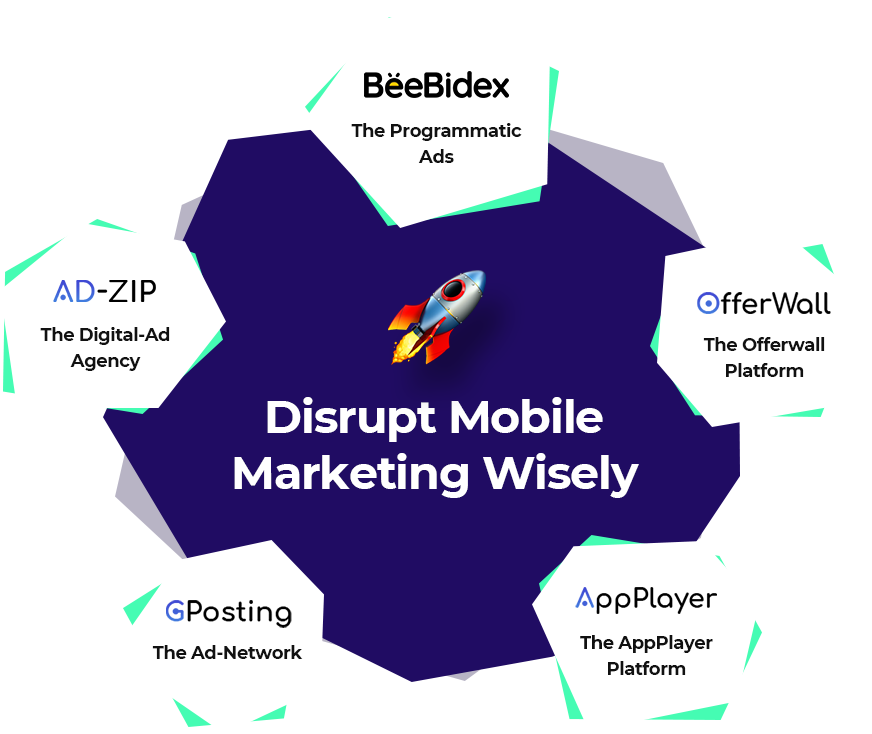 BëeBidex
The Programmatic
Ads
AD-ZIP
The Digital-Ad
Agency
OfferWall
The Offerwall
Platform
Disrupt Mobile
Marketing Wisely
GPosting
The Ad-Network
AppPlayer
The AppPlayer
Platform